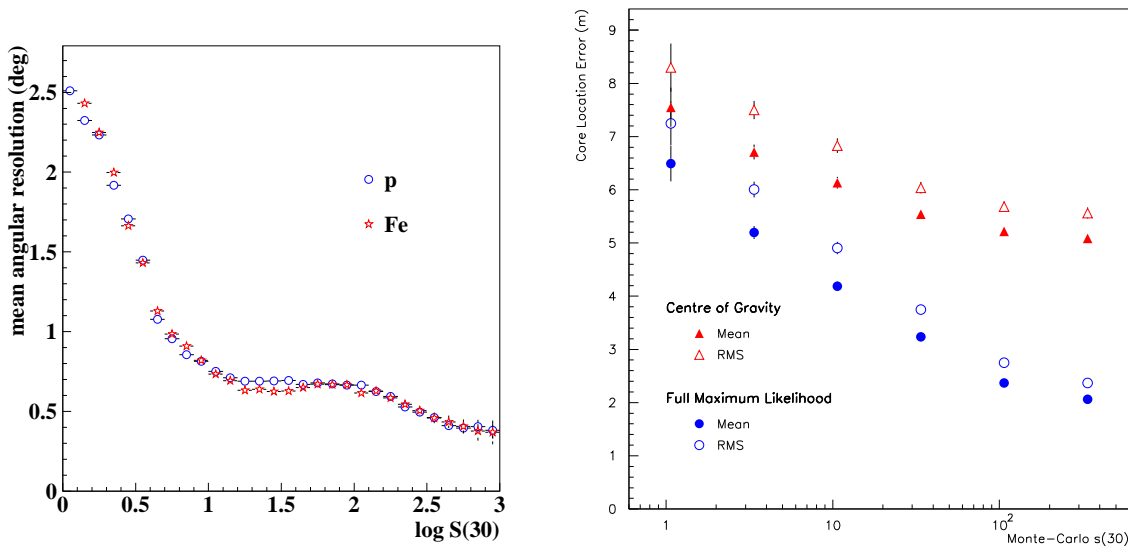 mean angular resolution (deg)
2.5
2
1.5
1
0.5
0
p
Fe
0
0.5
1
1.5
2
2.5
3
log S(30)
Core Location Error (m)
9
8
7
6
5
4
3
2
1
0
Centre of Gravity
Mean
RMS
Full Maximum Likelihood
Mean
RMS
1
10
10²
Monte-Carlo s(30)